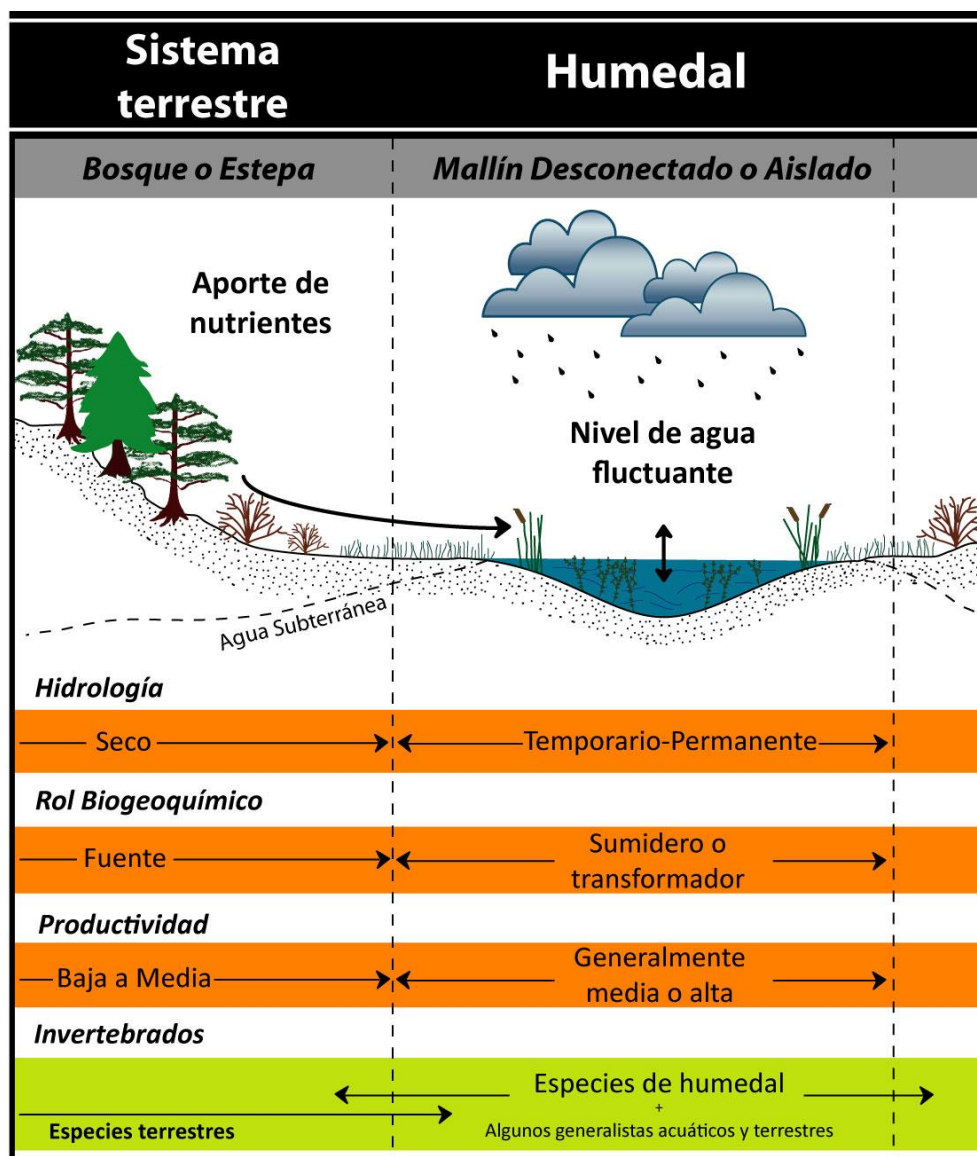 Sistema
terrestre
Humedal
Bosque o Estepa
Mallín Desconectado o Aislado
Aporte de
nutrientes
Nivel de agua
fluctuante
Agua Subterránea
Hidrología
Seco
Temporario-Permanente
Rol Biogeoquímico
Fuente
Sumidero o
transformador
Productividad
Baja a Media
Generalmente
media o alta
Invertebrados
Especies de humedal
+
Algunos generalistas acuáticos y terrestres
Especies terrestres